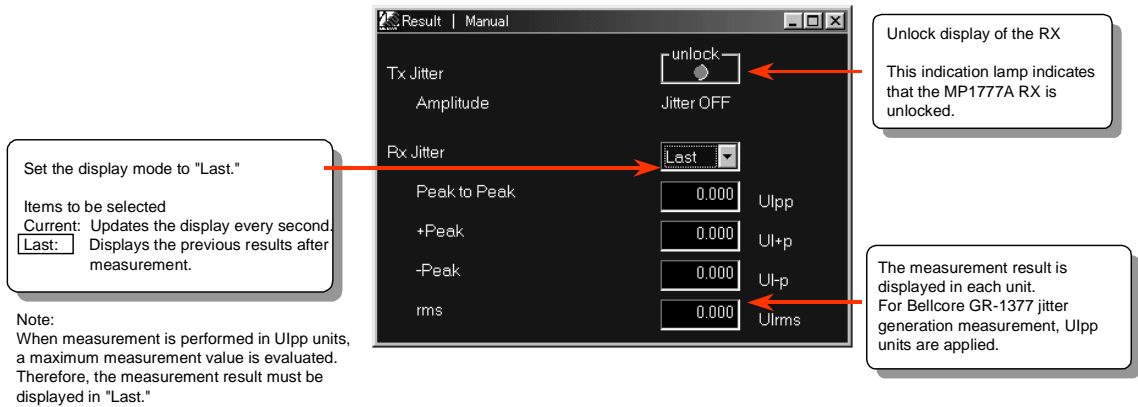 Result | Manual
unlock
Tx Jitter
Amplitude
Jitter OFF
Rx Jitter
Last
Peak to Peak
0.000
UIpp
+Peak
0.000
UI+p
-Peak
0.000
UI-p
rms
0.000
UIrms
Unlock display of the RX
This indication lamp indicates
that the MP1777A RX is
unlocked.
Set the display mode to "Last."
Items to be selected
Current: Updates the display every second.
Last: Displays the previous results after
measurement.
The measurement result is
displayed in each unit.
For Bellcore GR-1377 jitter
generation measurement, UIpp
units are applied.
Note:
When measurement is performed in UIpp units,
a maximum measurement value is evaluated.
Therefore, the measurement result must be
displayed in "Last."